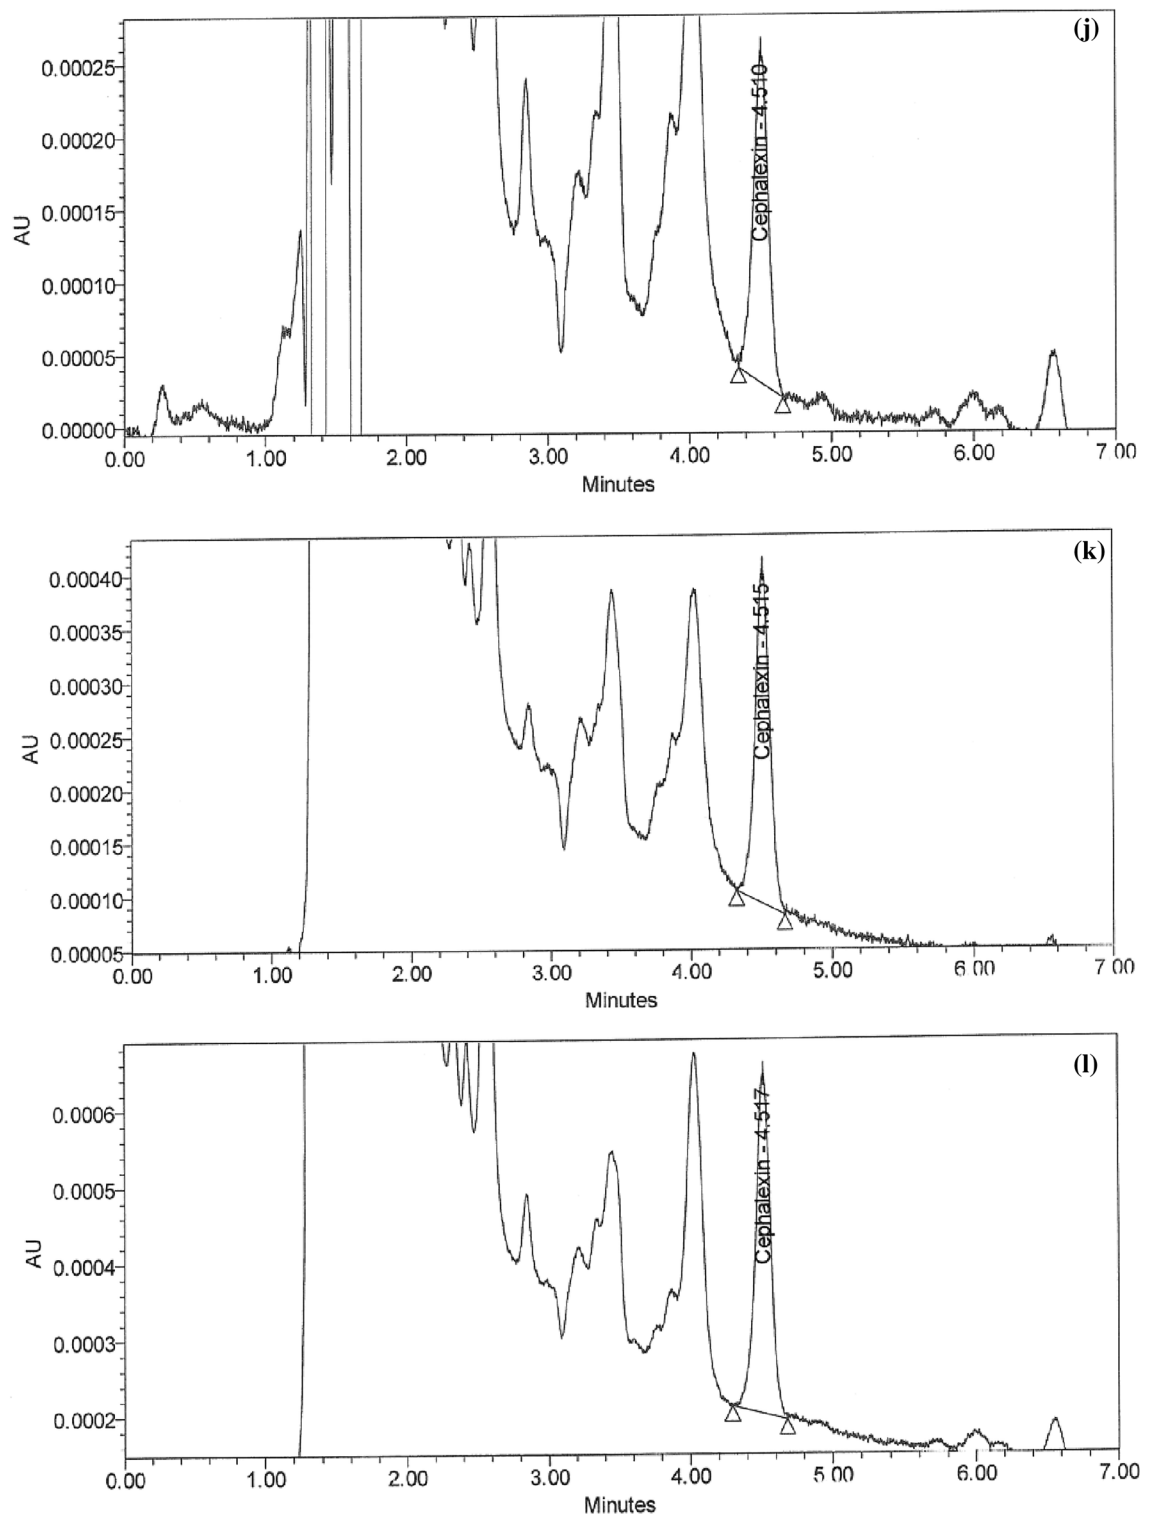 (j)
0.00025
0.00020
0.00015
0.00010
0.00005
0.00000
AU
Cephalexin - 4.510
0.00 1.00 2.00 3.00 4.00 5.00 6.00 7 00
Minutes
(k)
0.00040
0.00035
0.00030
0.00025
0.00020
0.00015
0.00010
0.00005
AU
Cephalexin - 4.515
0.00 1.00 2.00 3.00 4.00 5.00 6 00 7 00
Minutes
(l)
0.0006
0.0005
0.0004
0.0003
0.0002
AU
Cephalexin - 4.517
0.00 1.00 2.00 3.00 4.00 5 00 6.00 7.00
Minutes